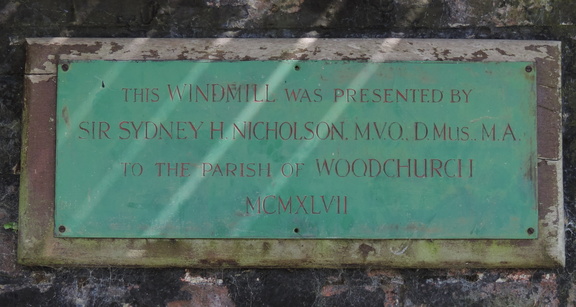 THIS WINDMILL WAS PRESENTED BY
SIR SYDNEY H. NICHOLSON, M.V.O., D.Mus., M.A.
TO THE PARISH OF WOODCHURCH
MCMXLVII